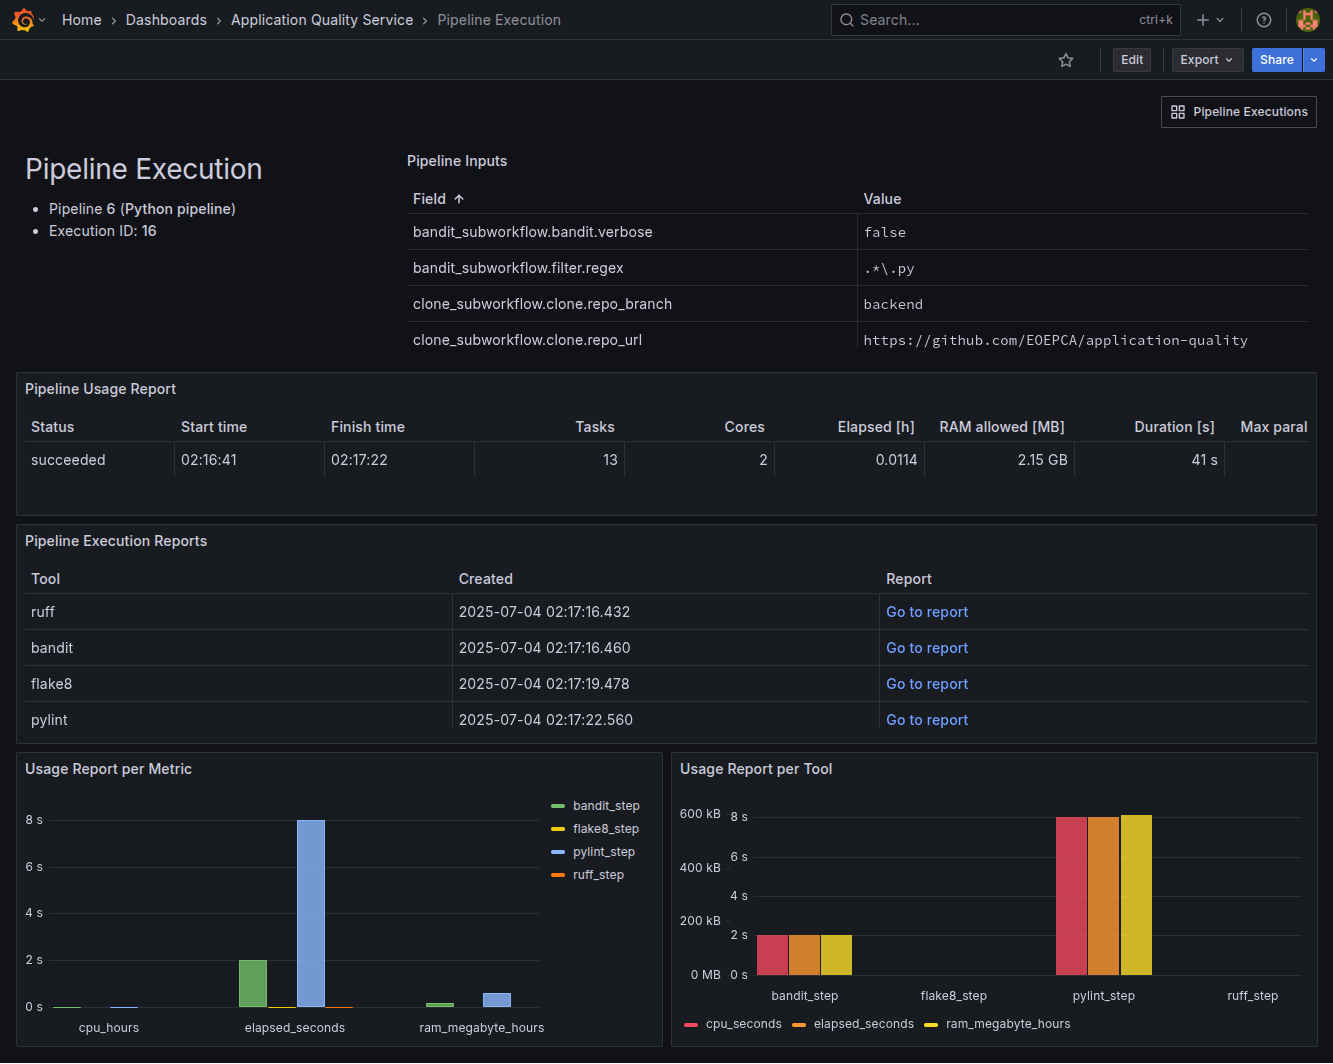 Home › Dashboards › Application Quality Service › Pipeline Execution Search... ctrl+k
Edit Export Share
Pipeline Executions
Pipeline Execution
• Pipeline 6 (Python pipeline)
• Execution ID: 16
Pipeline Inputs
Field Value
bandit_subworkflow.bandit.verbose false
bandit_subworkflow.filter.regex .*\.py
clone_subworkflow.clone.repo_branch backend
clone_subworkflow.clone.repo_url https://github.com/EOEPCA/application-quality
Pipeline Usage Report
Status Start time Finish time Tasks Cores Elapsed [h] RAM allowed [MB] Duration [s] Max paral
succeeded 02:16:41 02:17:22 13 2 0.0114 2.15 GB 41 s
Pipeline Execution Reports
Tool Created Report
ruff 2025-07-04 02:17:16.432 Go to report
bandit 2025-07-04 02:17:16.460 Go to report
flake8 2025-07-04 02:17:19.478 Go to report
pylint 2025-07-04 02:17:22.560 Go to report
Usage Report per Metric
8 s
6 s
4 s
2 s
0 s
cpu_hours elapsed_seconds ram_megabyte_hours
bandit_step
flake8_step
pylint_step
ruff_step
Usage Report per Tool
600 kB 8 s
6 s
400 kB
4 s
200 kB
2 s
0 MB 0 s
bandit_step flake8_step pylint_step ruff_step
cpu_seconds elapsed_seconds ram_megabyte_hours